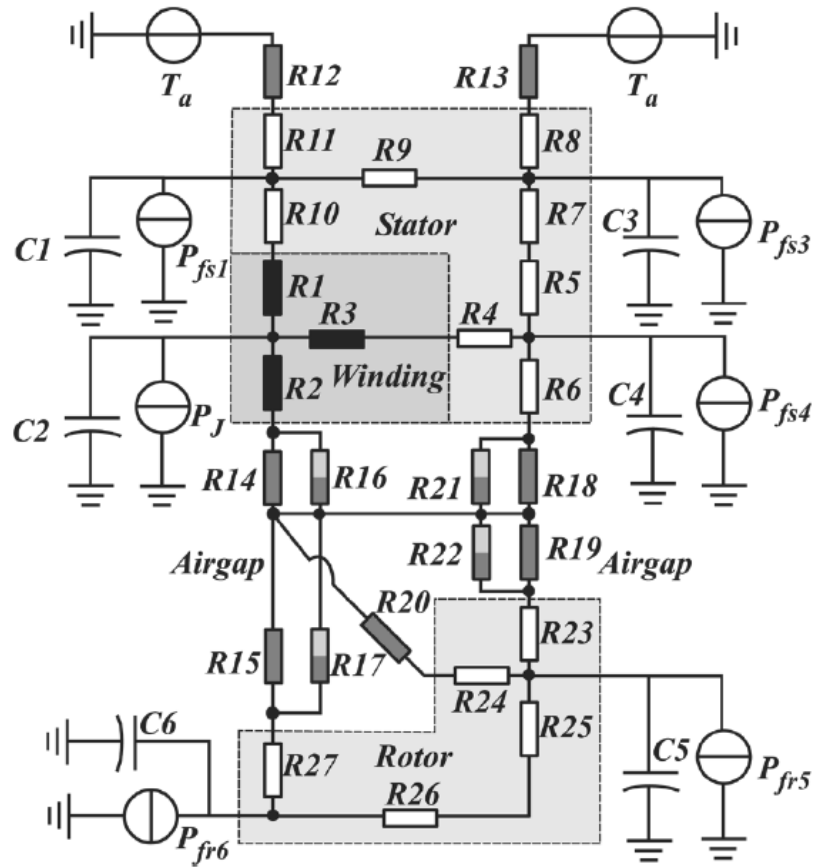 T_a R12 R13 T_a
R11 R9 R8
C1 P_fs1 R10 Stator R7 C3 P_fs3
R1 R3 R4 R5
C2 P_J R2 Winding R6 C4 P_fs4
R14 R16 R21 R18
Airgap R22 R19 Airgap
R20 R23
R15 R17 R24 R25
C6 R27 Rotor C5 P_fr5
P_fr6 R26